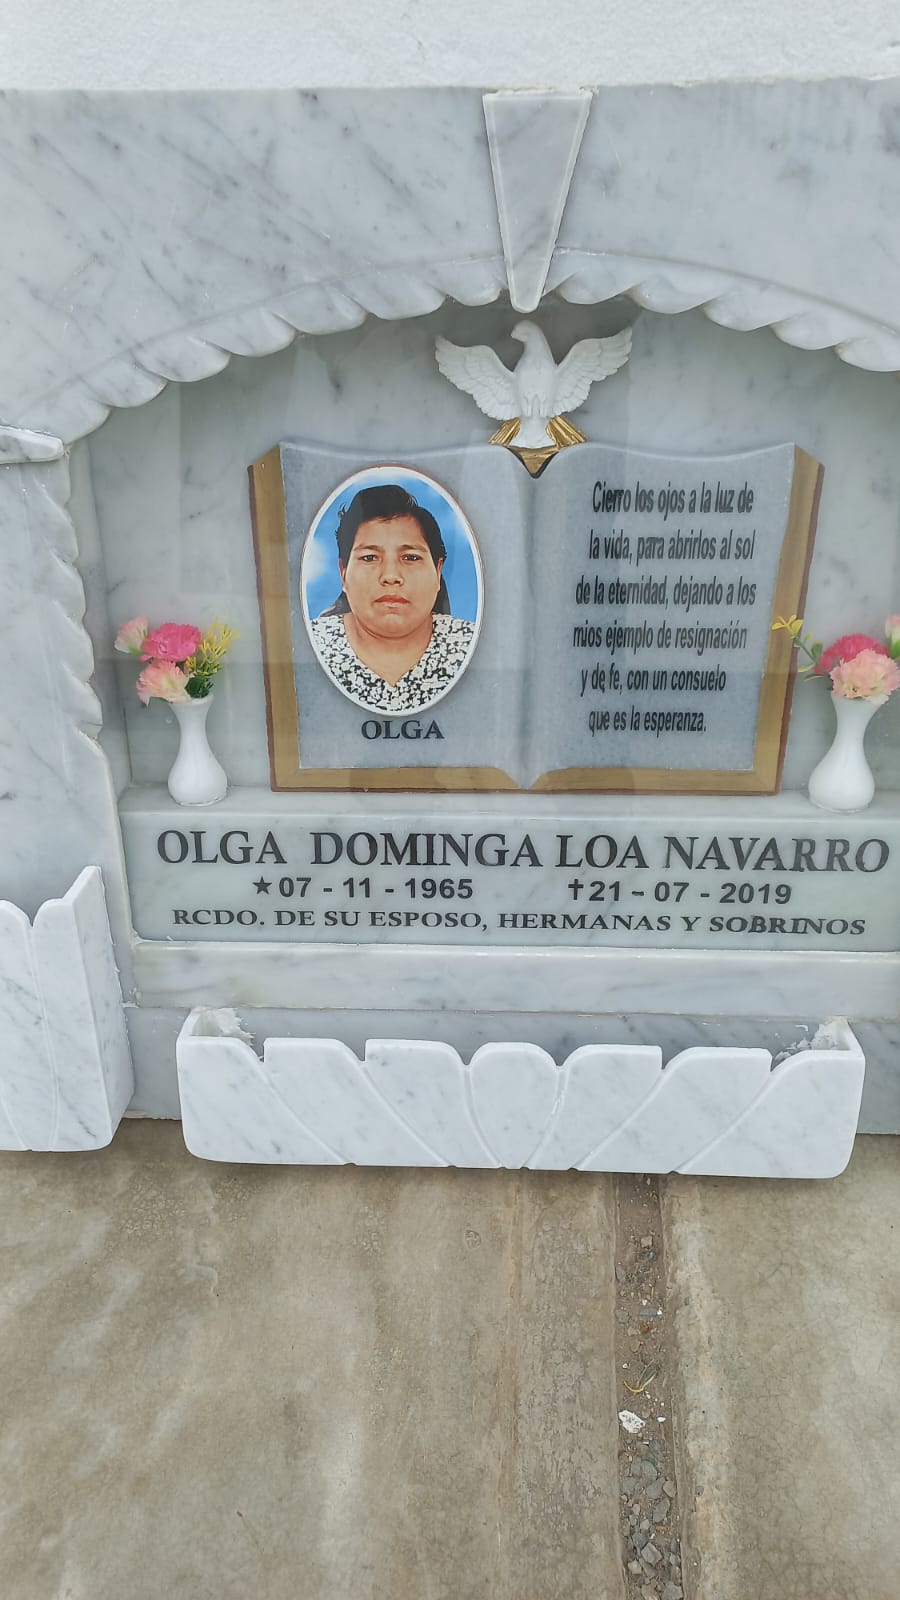 Cierro los ojos a la luz de
la vida, para abrirlos al sol
de la eternidad, dejando a los
mios ejemplo de resignación
y de fe, con un consuelo
que es la esperanza.
OLGA
OLGA DOMINGA LOA NAVARRO
★07 - 11 - 1965 ✝21 - 07 - 2019
RCDO. DE SU ESPOSO, HERMANAS Y SOBRINOS